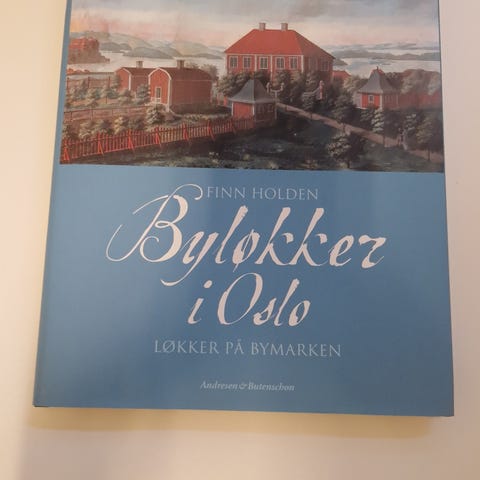 FINN HOLDEN
Byløkker
i Oslo
LØKKER PÅ BYMARKEN
Andresen & Butenschøn